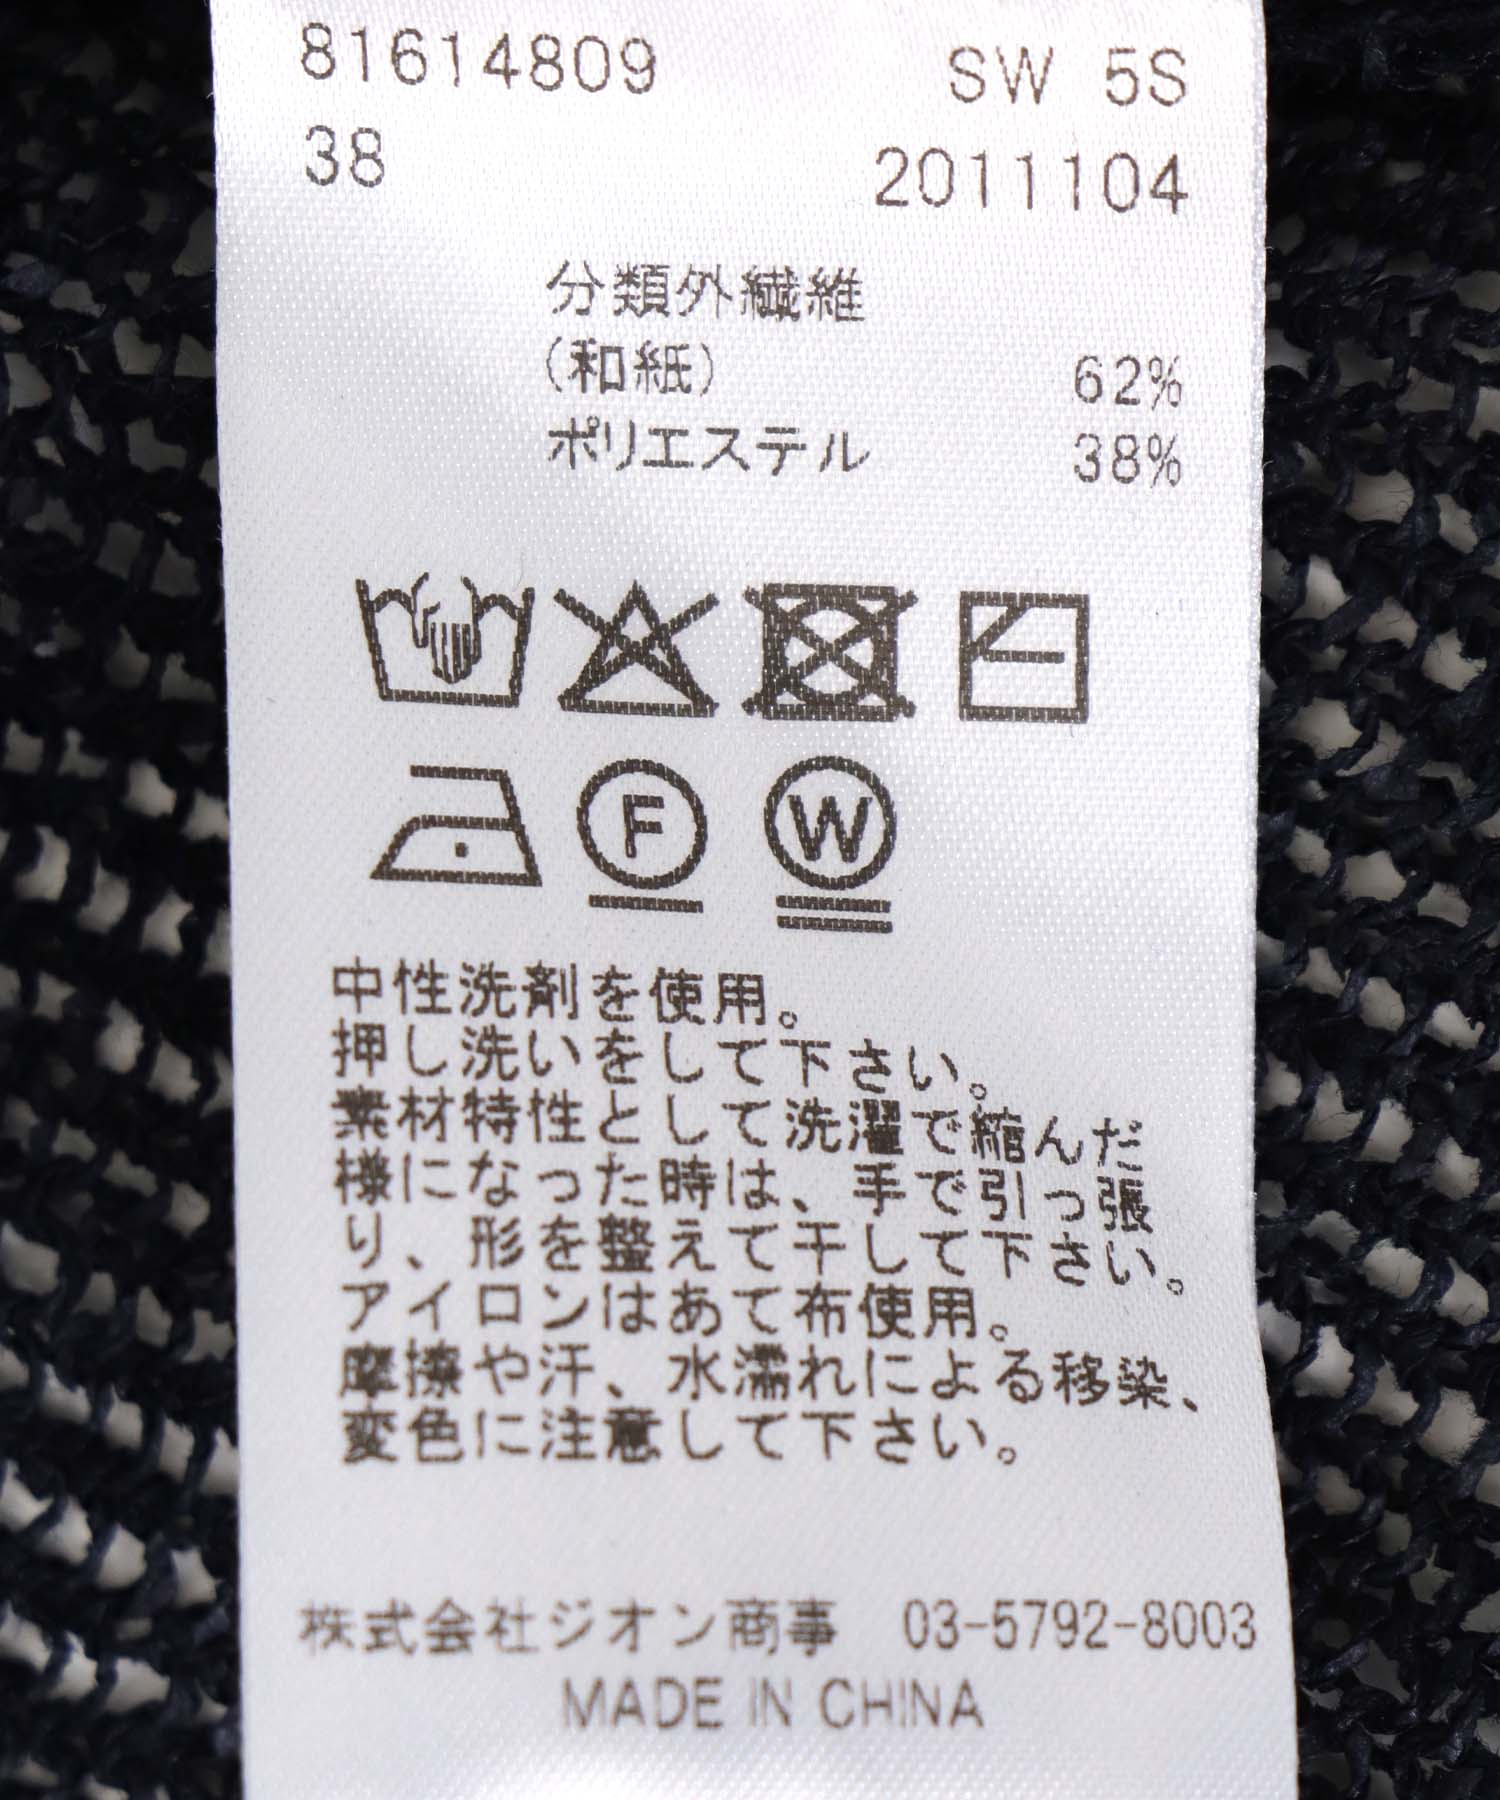 81614809 SW 5S
38 2011104
分類外繊維
(和紙) 62%
ポリエステル 38%
F W
中性洗剤を使用。
押し洗いをして下さい。
素材特性として洗濯で縮んだ
様になった時は、手で引っ張
り、形を整えて干して下さい。
アイロンはあて布使用。
摩擦や汗、水濡れによる移染、
変色に注意して下さい。
株式会社ジオン商事 03-5792-8003
MADE IN CHINA